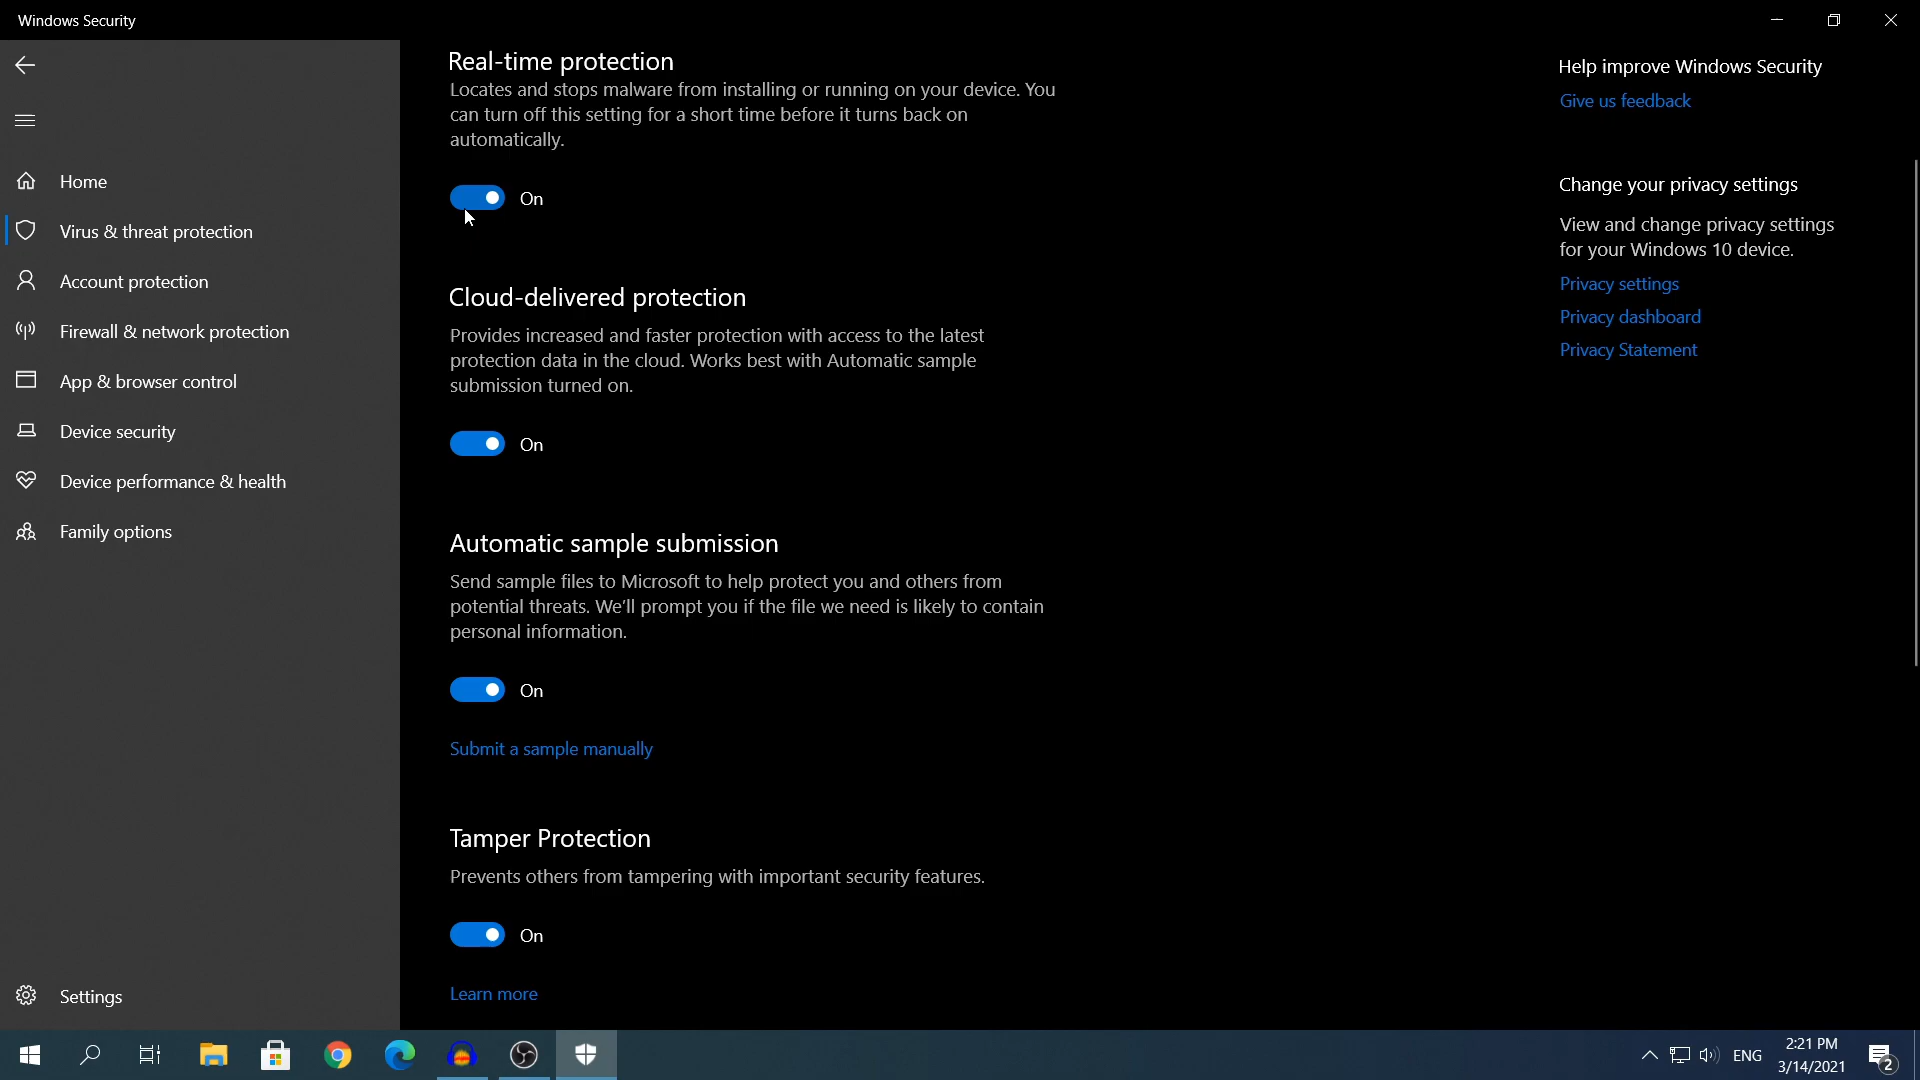 Windows Security
Home
Virus & threat protection
Account protection
Firewall & network protection
App & browser control
Device security
Device performance & health
Family options
Settings
Real-time protection
Locates and stops malware from installing or running on your device. You
can turn off this setting for a short time before it turns back on
automatically.
On
Cloud-delivered protection
Provides increased and faster protection with access to the latest
protection data in the cloud. Works best with Automatic sample
submission turned on.
On
Automatic sample submission
Send sample files to Microsoft to help protect you and others from
potential threats. We'll prompt you if the file we need is likely to contain
personal information.
On
Submit a sample manually
Tamper Protection
Prevents others from tampering with important security features.
On
Learn more
Help improve Windows Security
Give us feedback
Change your privacy settings
View and change privacy settings
for your Windows 10 device.
Privacy settings
Privacy dashboard
Privacy Statement
ENG
2:21 PM
3/14/2021
2